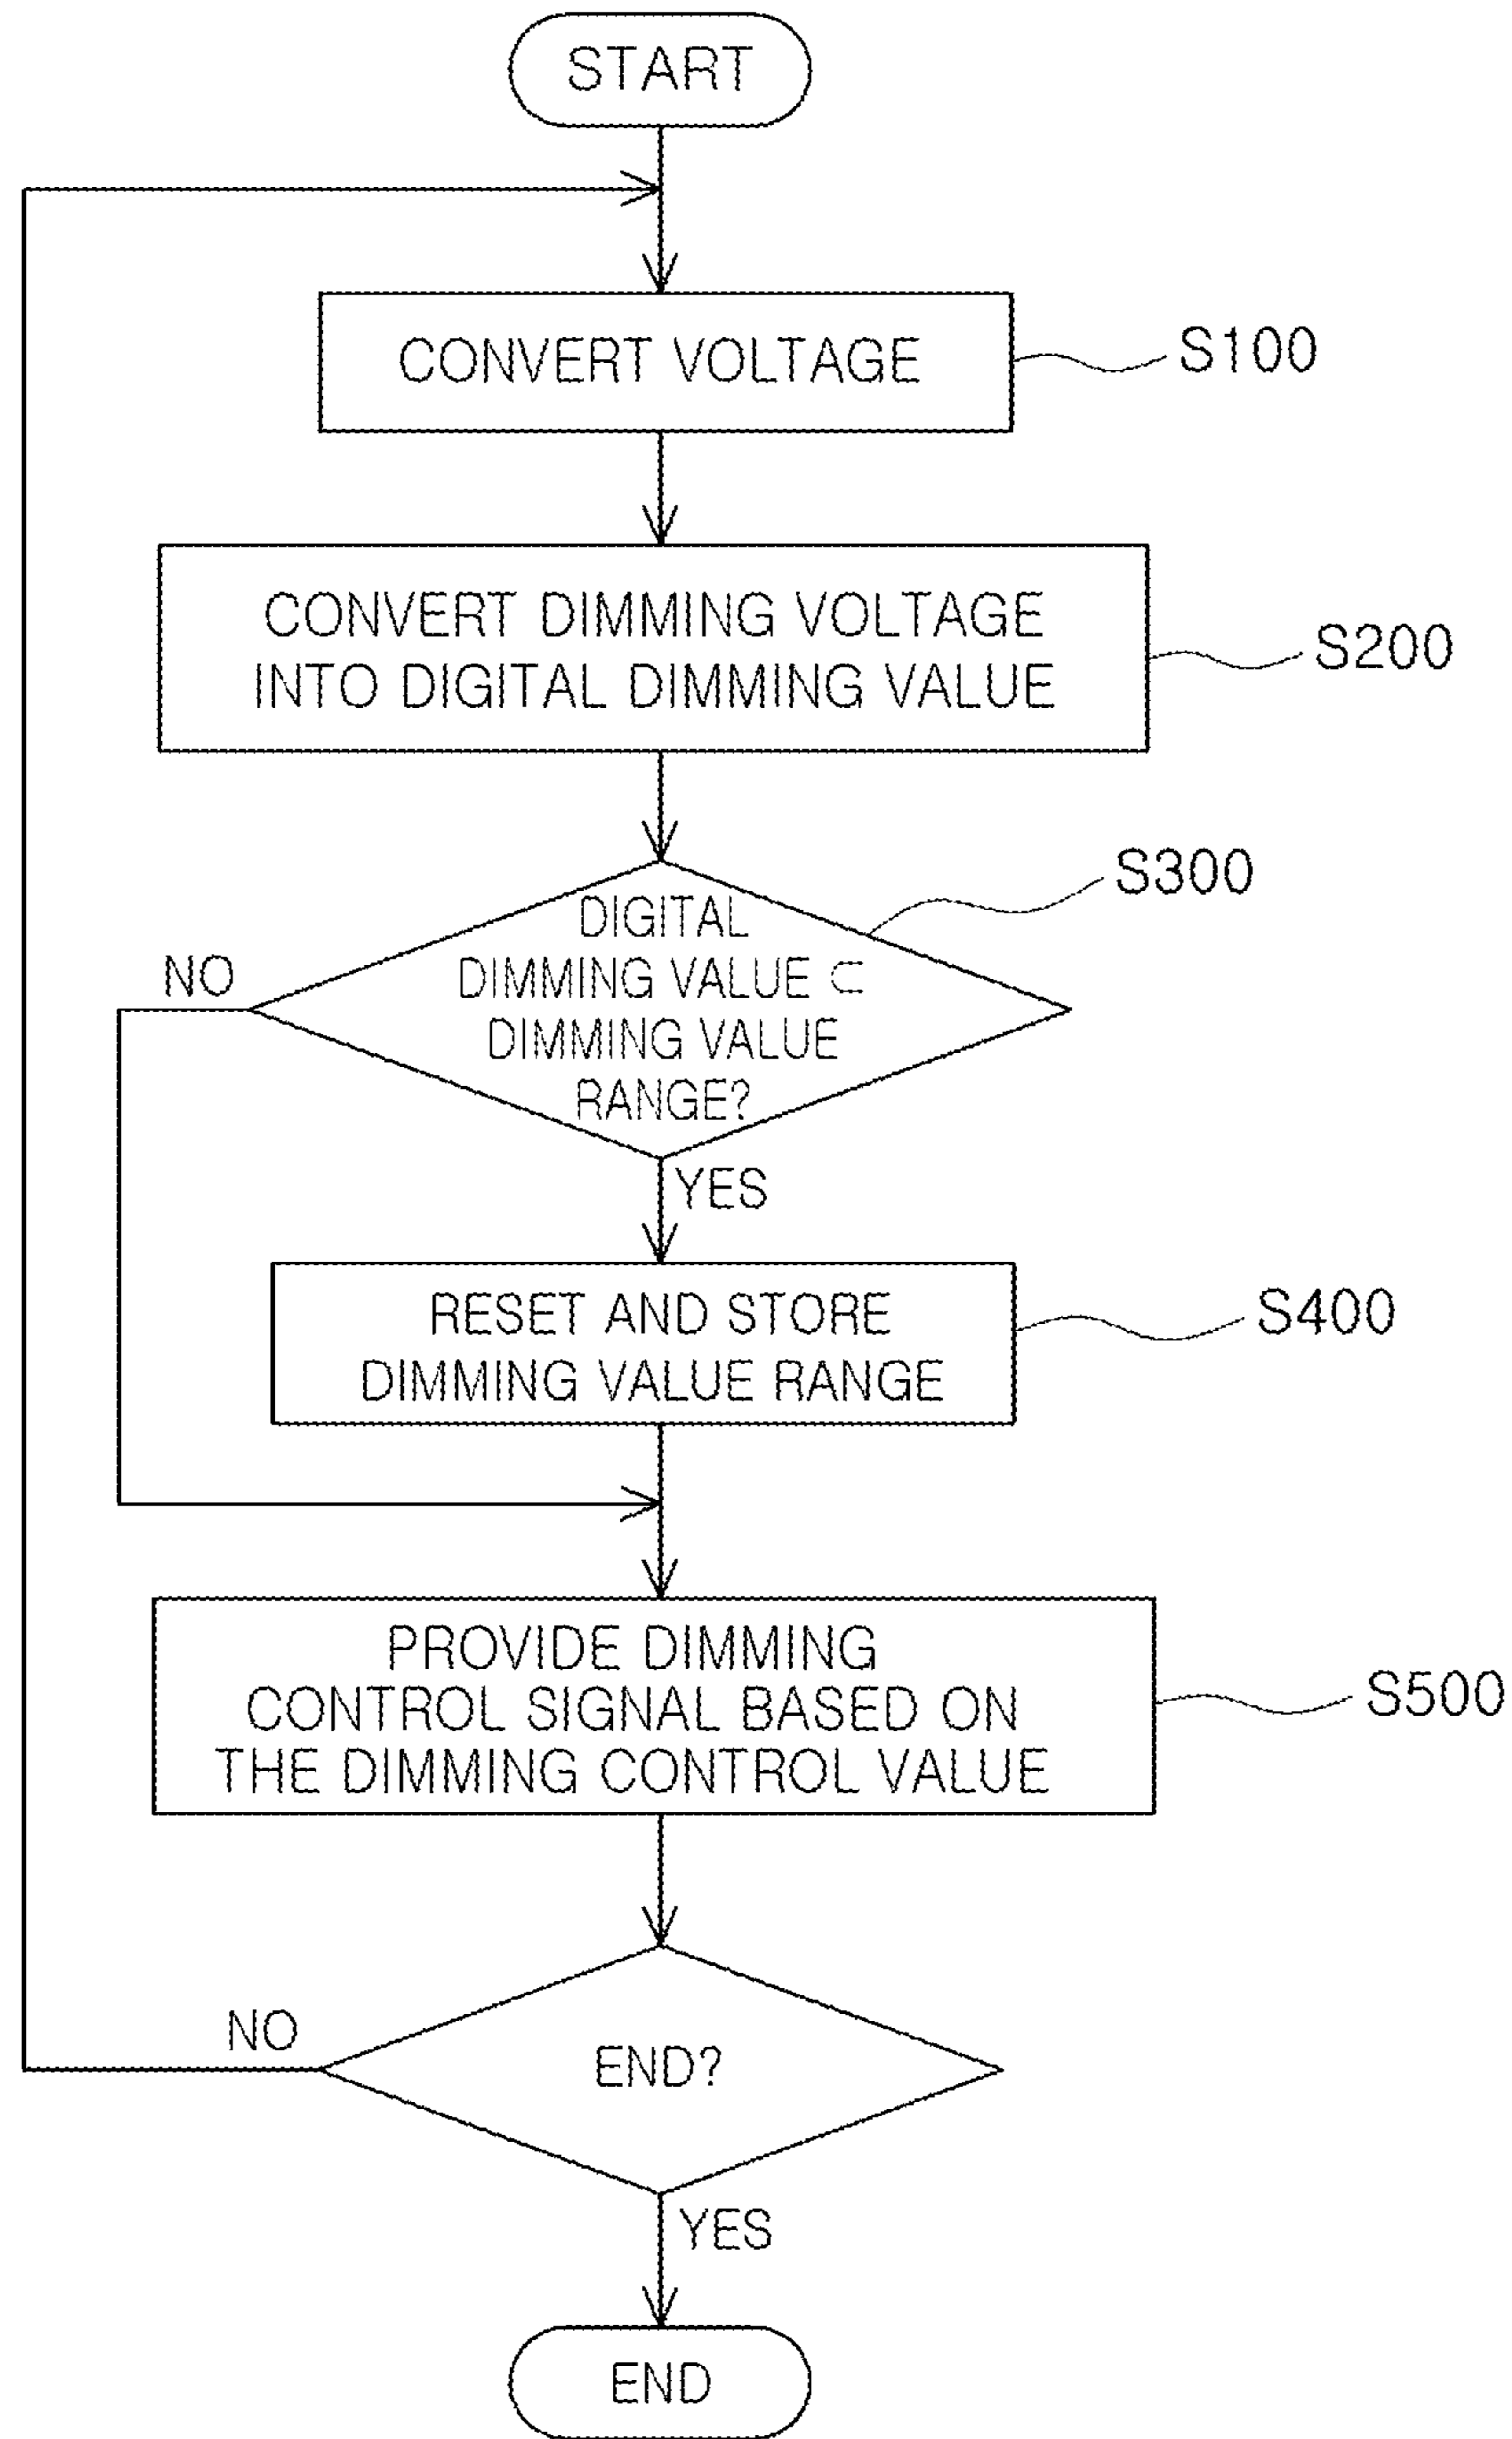 START
CONVERT VOLTAGE
S100
CONVERT DIMMING VOLTAGE
INTO DIGITAL DIMMING VALUE
S200
S300
DIGITAL
DIMMING VALUE ⊂
DIMMING VALUE
RANGE?
NO
YES
RESET AND STORE
DIMMING VALUE RANGE
S400
PROVIDE DIMMING
CONTROL SIGNAL BASED ON
THE DIMMING CONTROL VALUE
S500
NO
END?
YES
END